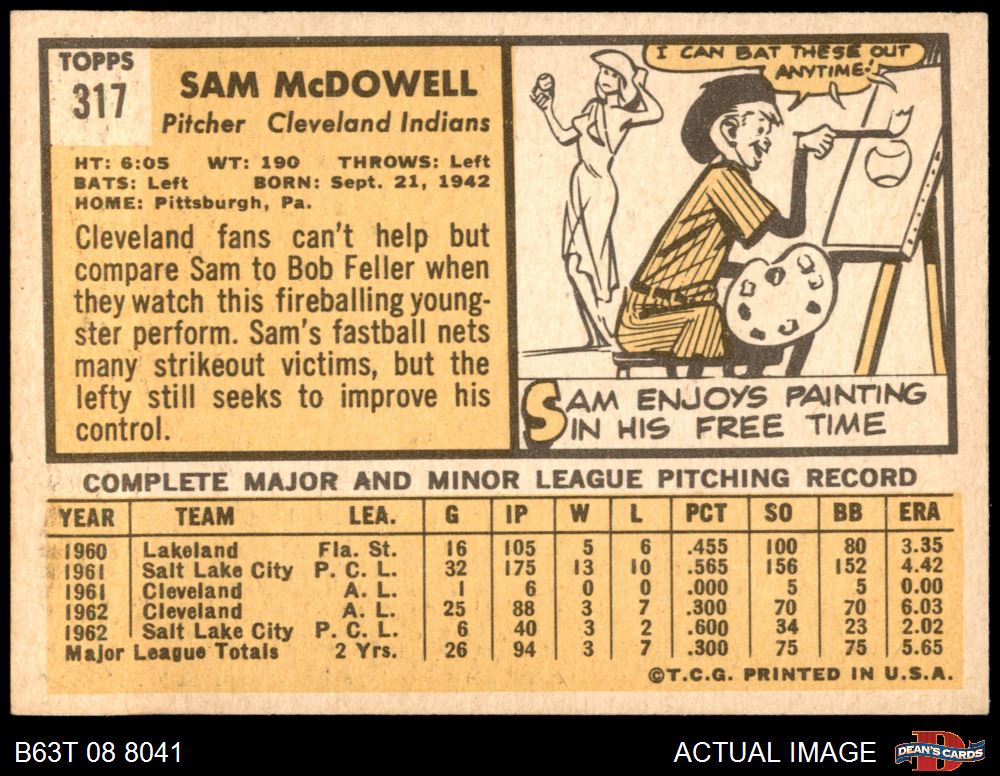 TOPPS
317
SAM McDOWELL
Pitcher Cleveland Indians
HT: 6:05 WT: 190 THROWS: Left
BATS: Left BORN: Sept. 21, 1942
HOME: Pittsburgh, Pa.
Cleveland fans can't help but
compare Sam to Bob Feller when
they watch this fireballing young-
ster perform. Sam's fastball nets
many strikeout victims, but the
lefty still seeks to improve his
control.
I CAN BAT THESE OUT
ANYTIME!
SAM ENJOYS PAINTING
IN HIS FREE TIME
COMPLETE MAJOR AND MINOR LEAGUE PITCHING RECORD
YEAR TEAM LEA. G IP W L PCT SO BB ERA
1960 Lakeland Fla. St. 16 105 5 6 .455 100 80 3.35
1961 Salt Lake City P. C. L. 32 175 13 10 .565 156 152 4.42
1961 Cleveland A. L. 1 6 0 0 .000 5 5 0.00
1962 Cleveland A. L. 25 88 3 7 .300 70 70 6.03
1962 Salt Lake City P. C. L. 6 40 3 2 .600 34 23 2.02
Major League Totals 2 Yrs. 26 94 3 7 .300 75 75 5.65
©T.C.G. PRINTED IN U.S.A.
B63T 08 8041
ACTUAL IMAGE
DEAN'S CARDS